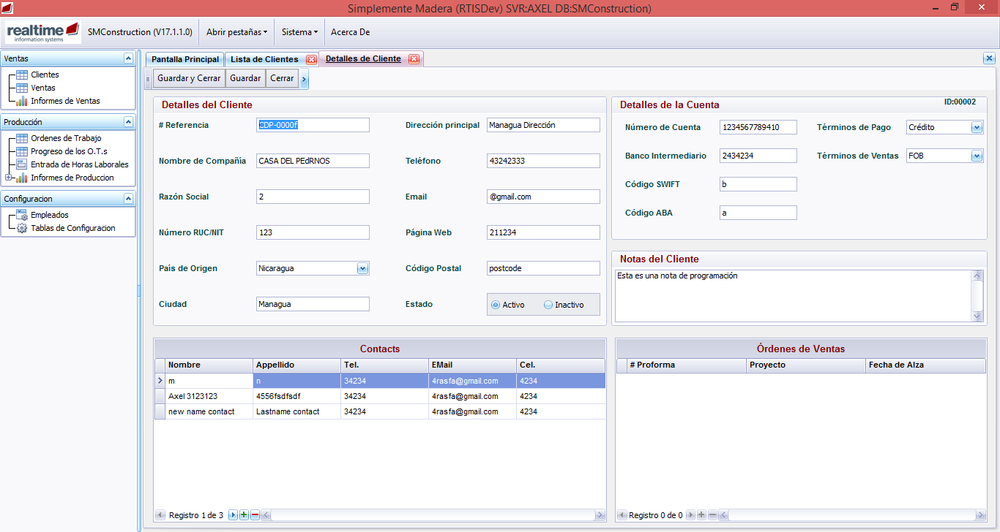 Simplemente Madera (RTISDev) SVR:AXEL DB:SMConstruction)
realtime
information systems
SMConstruction (V17.1.1.0) Abrir pestañas Sistema Acerca De
Ventas
Clientes
Ventas
Informes de Ventas
Producción
Ordenes de Trabajo
Progreso de los O.T.s
Entrada de Horas Laborales
Informes de Produccion
Configuracion
Empleados
Tablas de Configuracion
Pantalla Principal Lista de Clientes Detalles de Cliente
Guardar y Cerrar Guardar Cerrar
Detalles del Cliente
# Referencia CDP-0000f Dirección principal Managua Dirección
Nombre de Compañía CASA DEL PEdRNOS Teléfono 43242333
Razón Social 2 Email @gmail.com
Número RUC/NIT 123 Página Web 211234
País de Origen Nicaragua Código Postal postcode
Ciudad Managua Estado Activo Inactivo
Detalles de la Cuenta ID:00002
Número de Cuenta 1234567789410 Términos de Pago Crédito
Banco Intermediario 2434234 Términos de Ventas FOB
Código SWIFT b
Código ABA a
Notas del Cliente
Esta es una nota de programación
Contacts
Nombre Appellido Tel. EMail Cel.
m n 34234 4rasfa@gmail.com 4234
Axel 3123123 4556fsdfsdf 34234 4rasfa@gmail.com 4234
new name contact Lastname contact 34234 4rasfa@gmail.com 4234
Registro 1 de 3
Órdenes de Ventas
# Proforma Proyecto Fecha de Alza
Registro 0 de 0